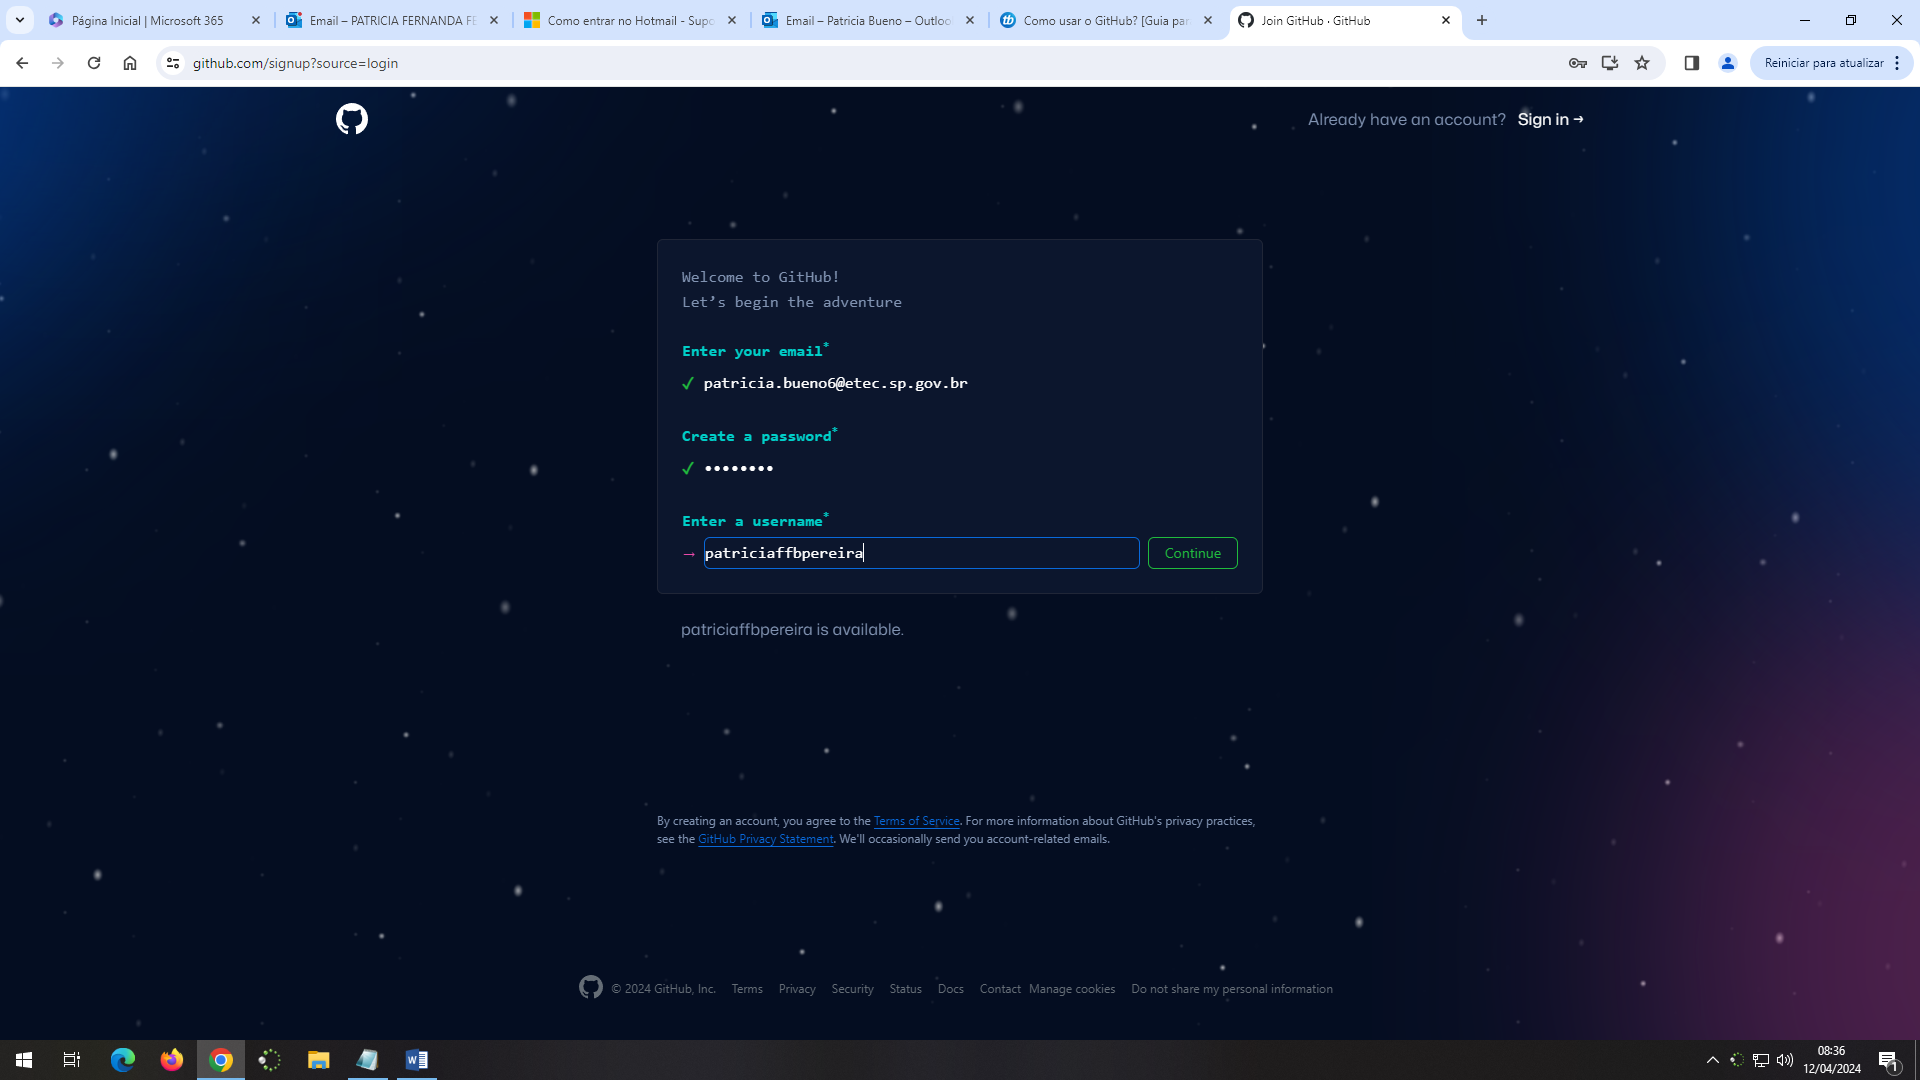 Página Inicial | Microsoft 365
Email – PATRICIA FERNANDA FE
Como entrar no Hotmail - Supo
Email – Patricia Bueno – Outloo
Como usar o GitHub? [Guia par
Join GitHub · GitHub
github.com/signup?source=login
Reiniciar para atualizar
Already have an account? Sign in →
Welcome to GitHub!
Let’s begin the adventure
Enter your email*
✓ patricia.bueno6@etec.sp.gov.br
Create a password*
✓ ••••••••
Enter a username*
→ patriciaffbpereira
Continue
patriciaffbpereira is available.
By creating an account, you agree to the Terms of Service. For more information about GitHub's privacy practices,
see the GitHub Privacy Statement. We'll occasionally send you account-related emails.
© 2024 GitHub, Inc. Terms Privacy Security Status Docs Contact Manage cookies Do not share my personal information
08:36
12/04/2024
1